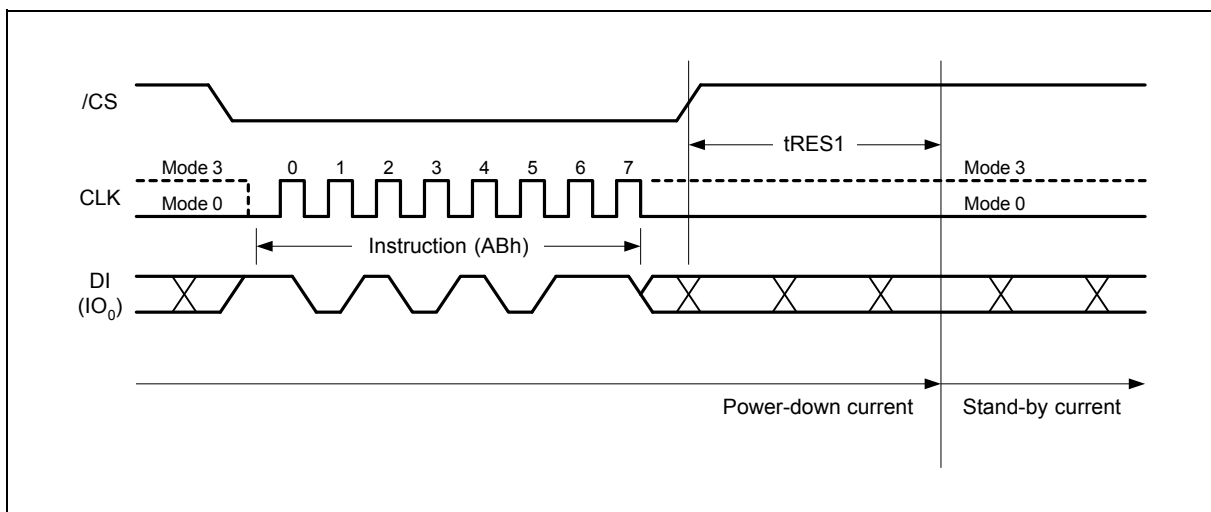 /CS
tRES1
Mode 3 0 1 2 3 4 5 6 7 Mode 3
CLK
Mode 0 Mode 0
Instruction (ABh)
DI
(IO₀)
Power-down current Stand-by current